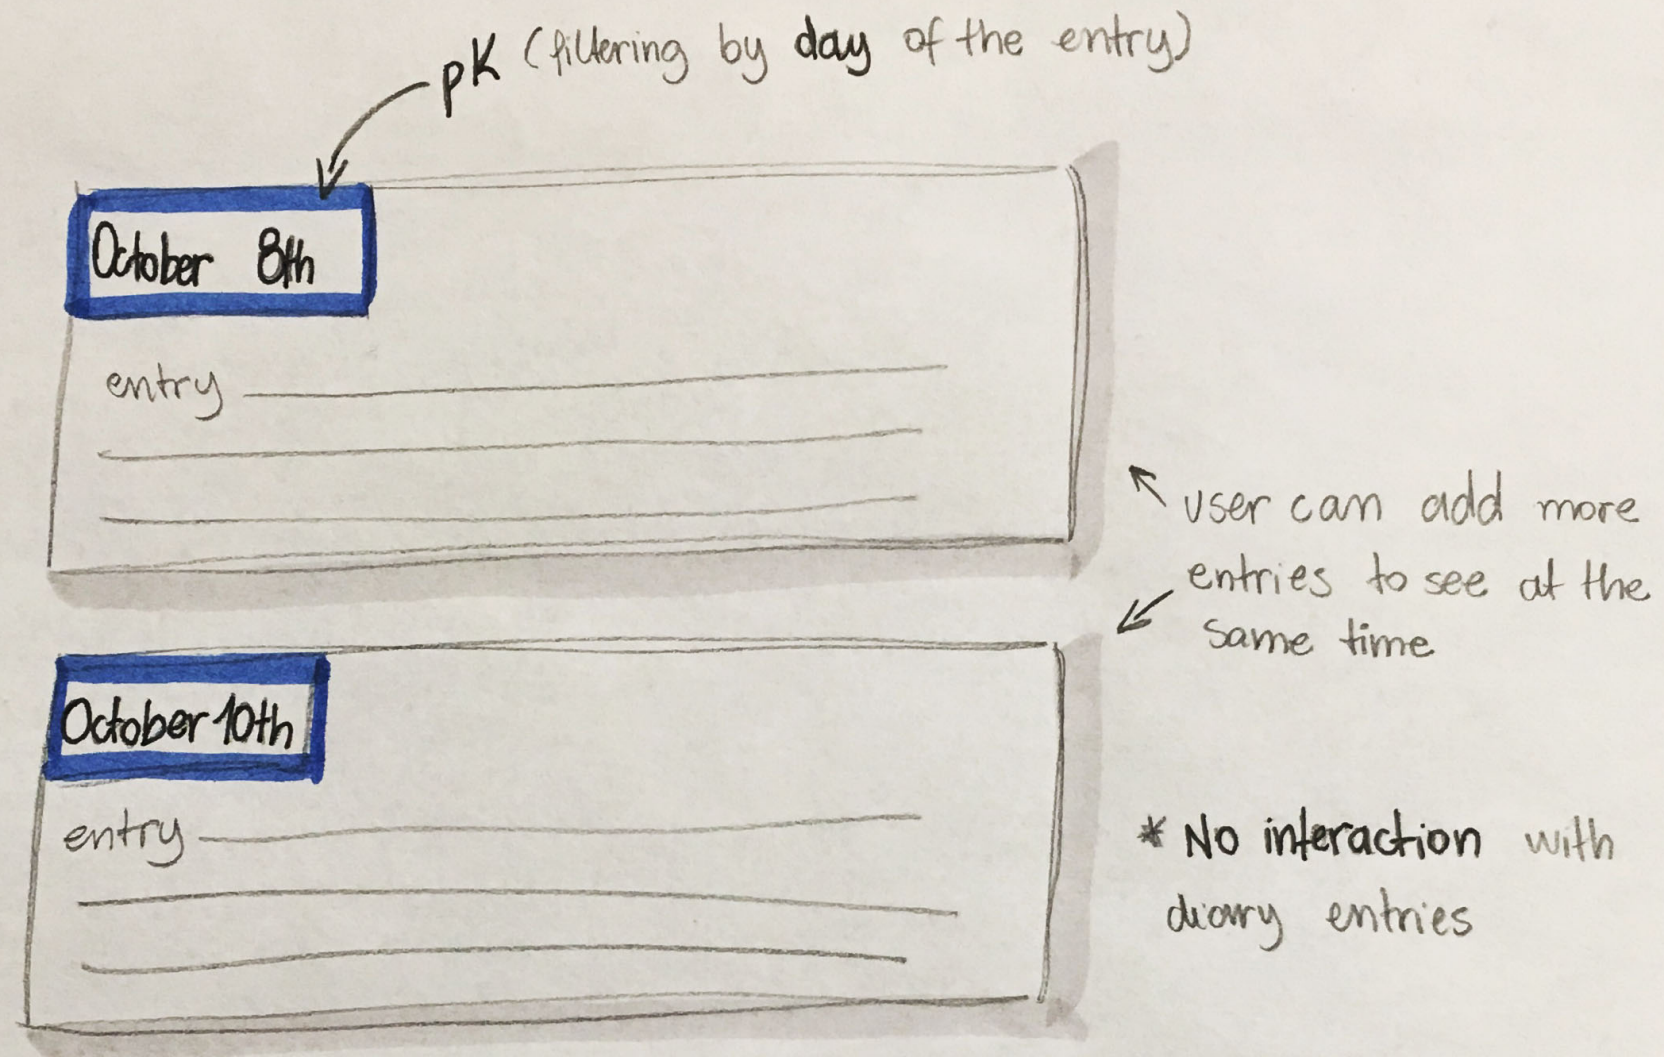 pK (filtering by day of the entry)
October 8th
entry
user can add more
entries to see at the
same time
October 10th
entry
* No interaction with
diary entries